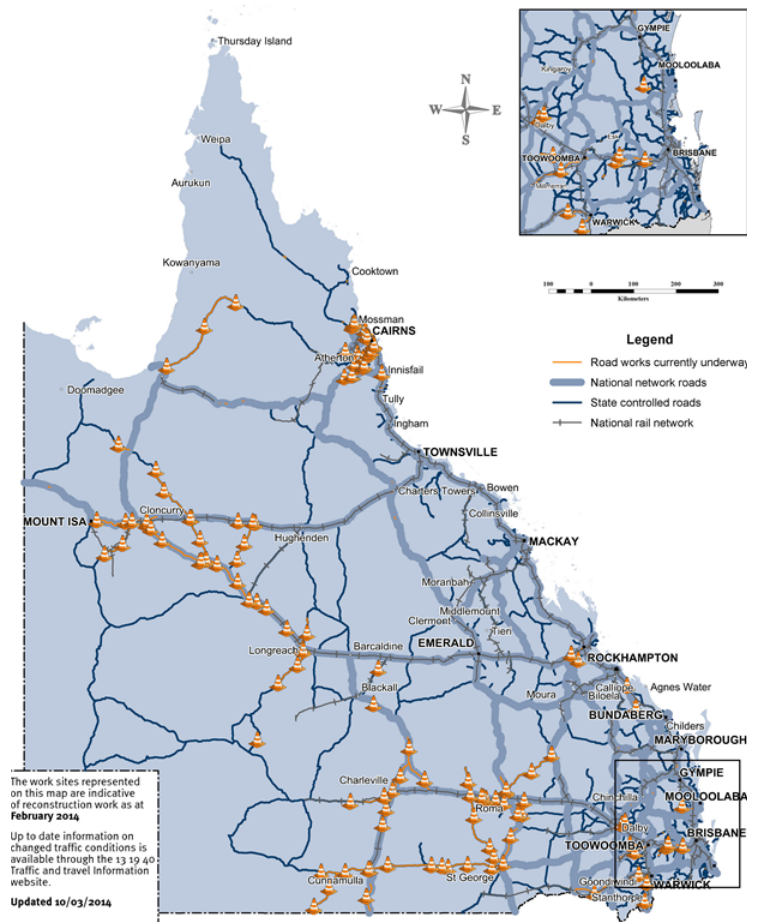 Thursday Island
Weipa
Aurukun
Kowanyama
Cooktown
Mossman
CAIRNS
Atherton
Innisfail
Doomadgee
Tully
Ingham
TOWNSVILLE
Charters Towers
Bowen
Collinsville
Cloncurry
MOUNT ISA
Hughenden
MACKAY
Moranbah
Middlemount
Clermont
Tieri
EMERALD
Longreach
Barcaldine
ROCKHAMPTON
Blackall
Moura
Calliope
Biloela
Agnes Water
BUNDABERG
Childers
MARYBOROUGH
GYMPIE
Charleville
Roma
Chinchilla
MOOLOOLABA
Dalby
BRISBANE
TOOWOOMBA
Cunnamulla
St George
Goondiwindi
WARWICK
Stanthorpe
N
W E
S
GYMPIE
Kingaroy
MOOLOOLABA
Dalby
Esk
BRISBANE
TOOWOOMBA
WARWICK
100 0 100 200 300
Kilometers
Legend
Road works currently underway
National network roads
State controlled roads
National rail network
The work sites represented
on this map are indicative
of reconstruction work as at
February 2014
Up to date information on
changed traffic conditions is
available through the 13 19 40
Traffic and travel Information
website.
Updated 10/03/2014